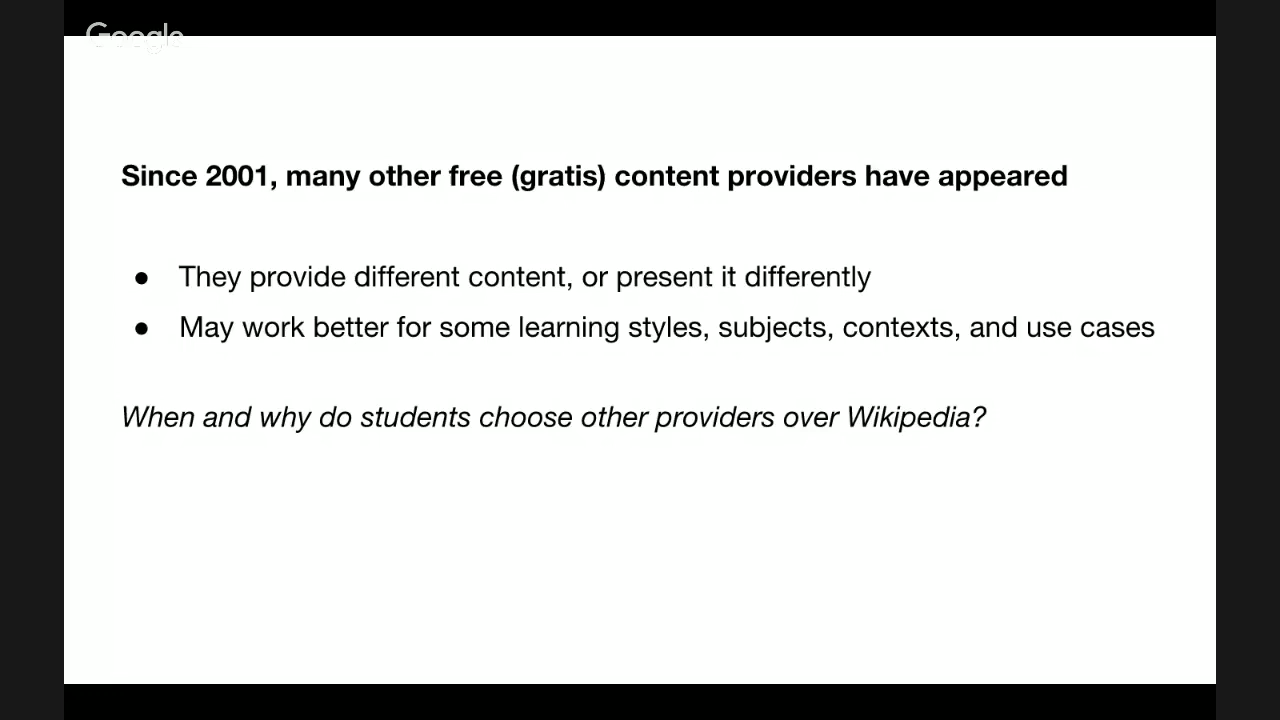 Google
Since 2001, many other free (gratis) content providers have appeared
● They provide different content, or present it differently
● May work better for some learning styles, subjects, contexts, and use cases
When and why do students choose other providers over Wikipedia?